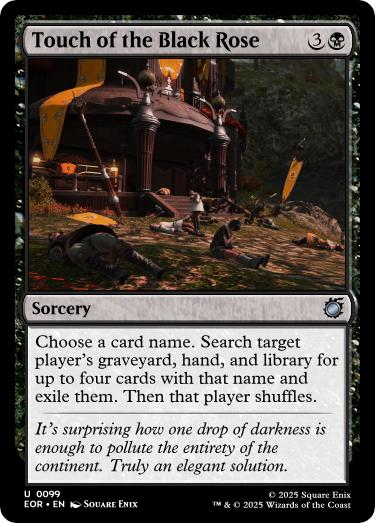 Touch of the Black Rose 3
Sorcery
Choose a card name. Search target
player's graveyard, hand, and library for
up to four cards with that name and
exile them. Then that player shuffles.
It's surprising how one drop of darkness is
enough to pollute the entirety of the
continent. Truly an elegant solution.
U 0099
EOR • EN Square Enix
© 2025 Square Enix
™ & © 2025 Wizards of the Coast